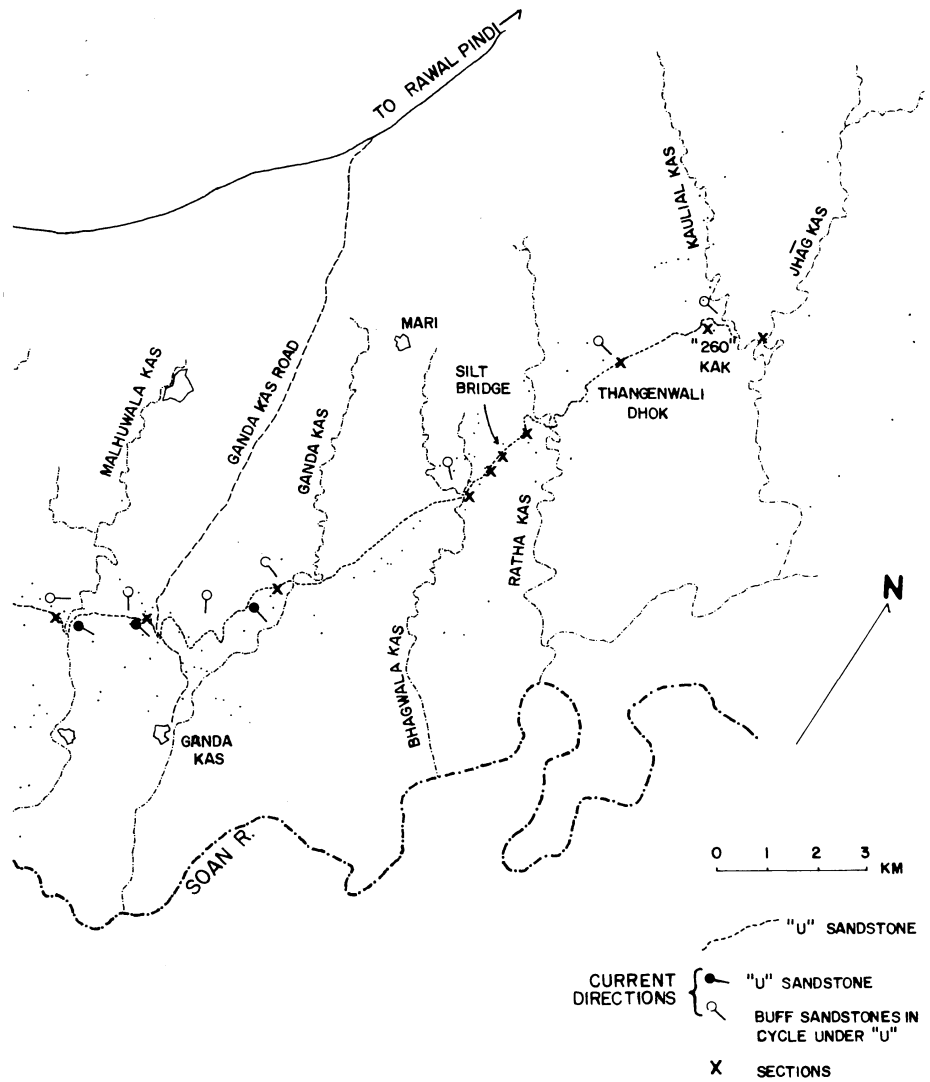 TO RAWAL PINDI
KAULIAL KAS
JHĀG KAS
MARI
"260"
KAK
SILT
BRIDGE
THANGENWALI
DHOK
MALHUWALA KAS
GANDA KAS ROAD
GANDA KAS
RATHA KAS
N
BHAGWALA KAS
GANDA
KAS
SOAN R.
0 1 2 3
KM
"U" SANDSTONE
CURRENT
DIRECTIONS
"U" SANDSTONE
BUFF SANDSTONES IN
CYCLE UNDER "U"
X SECTIONS